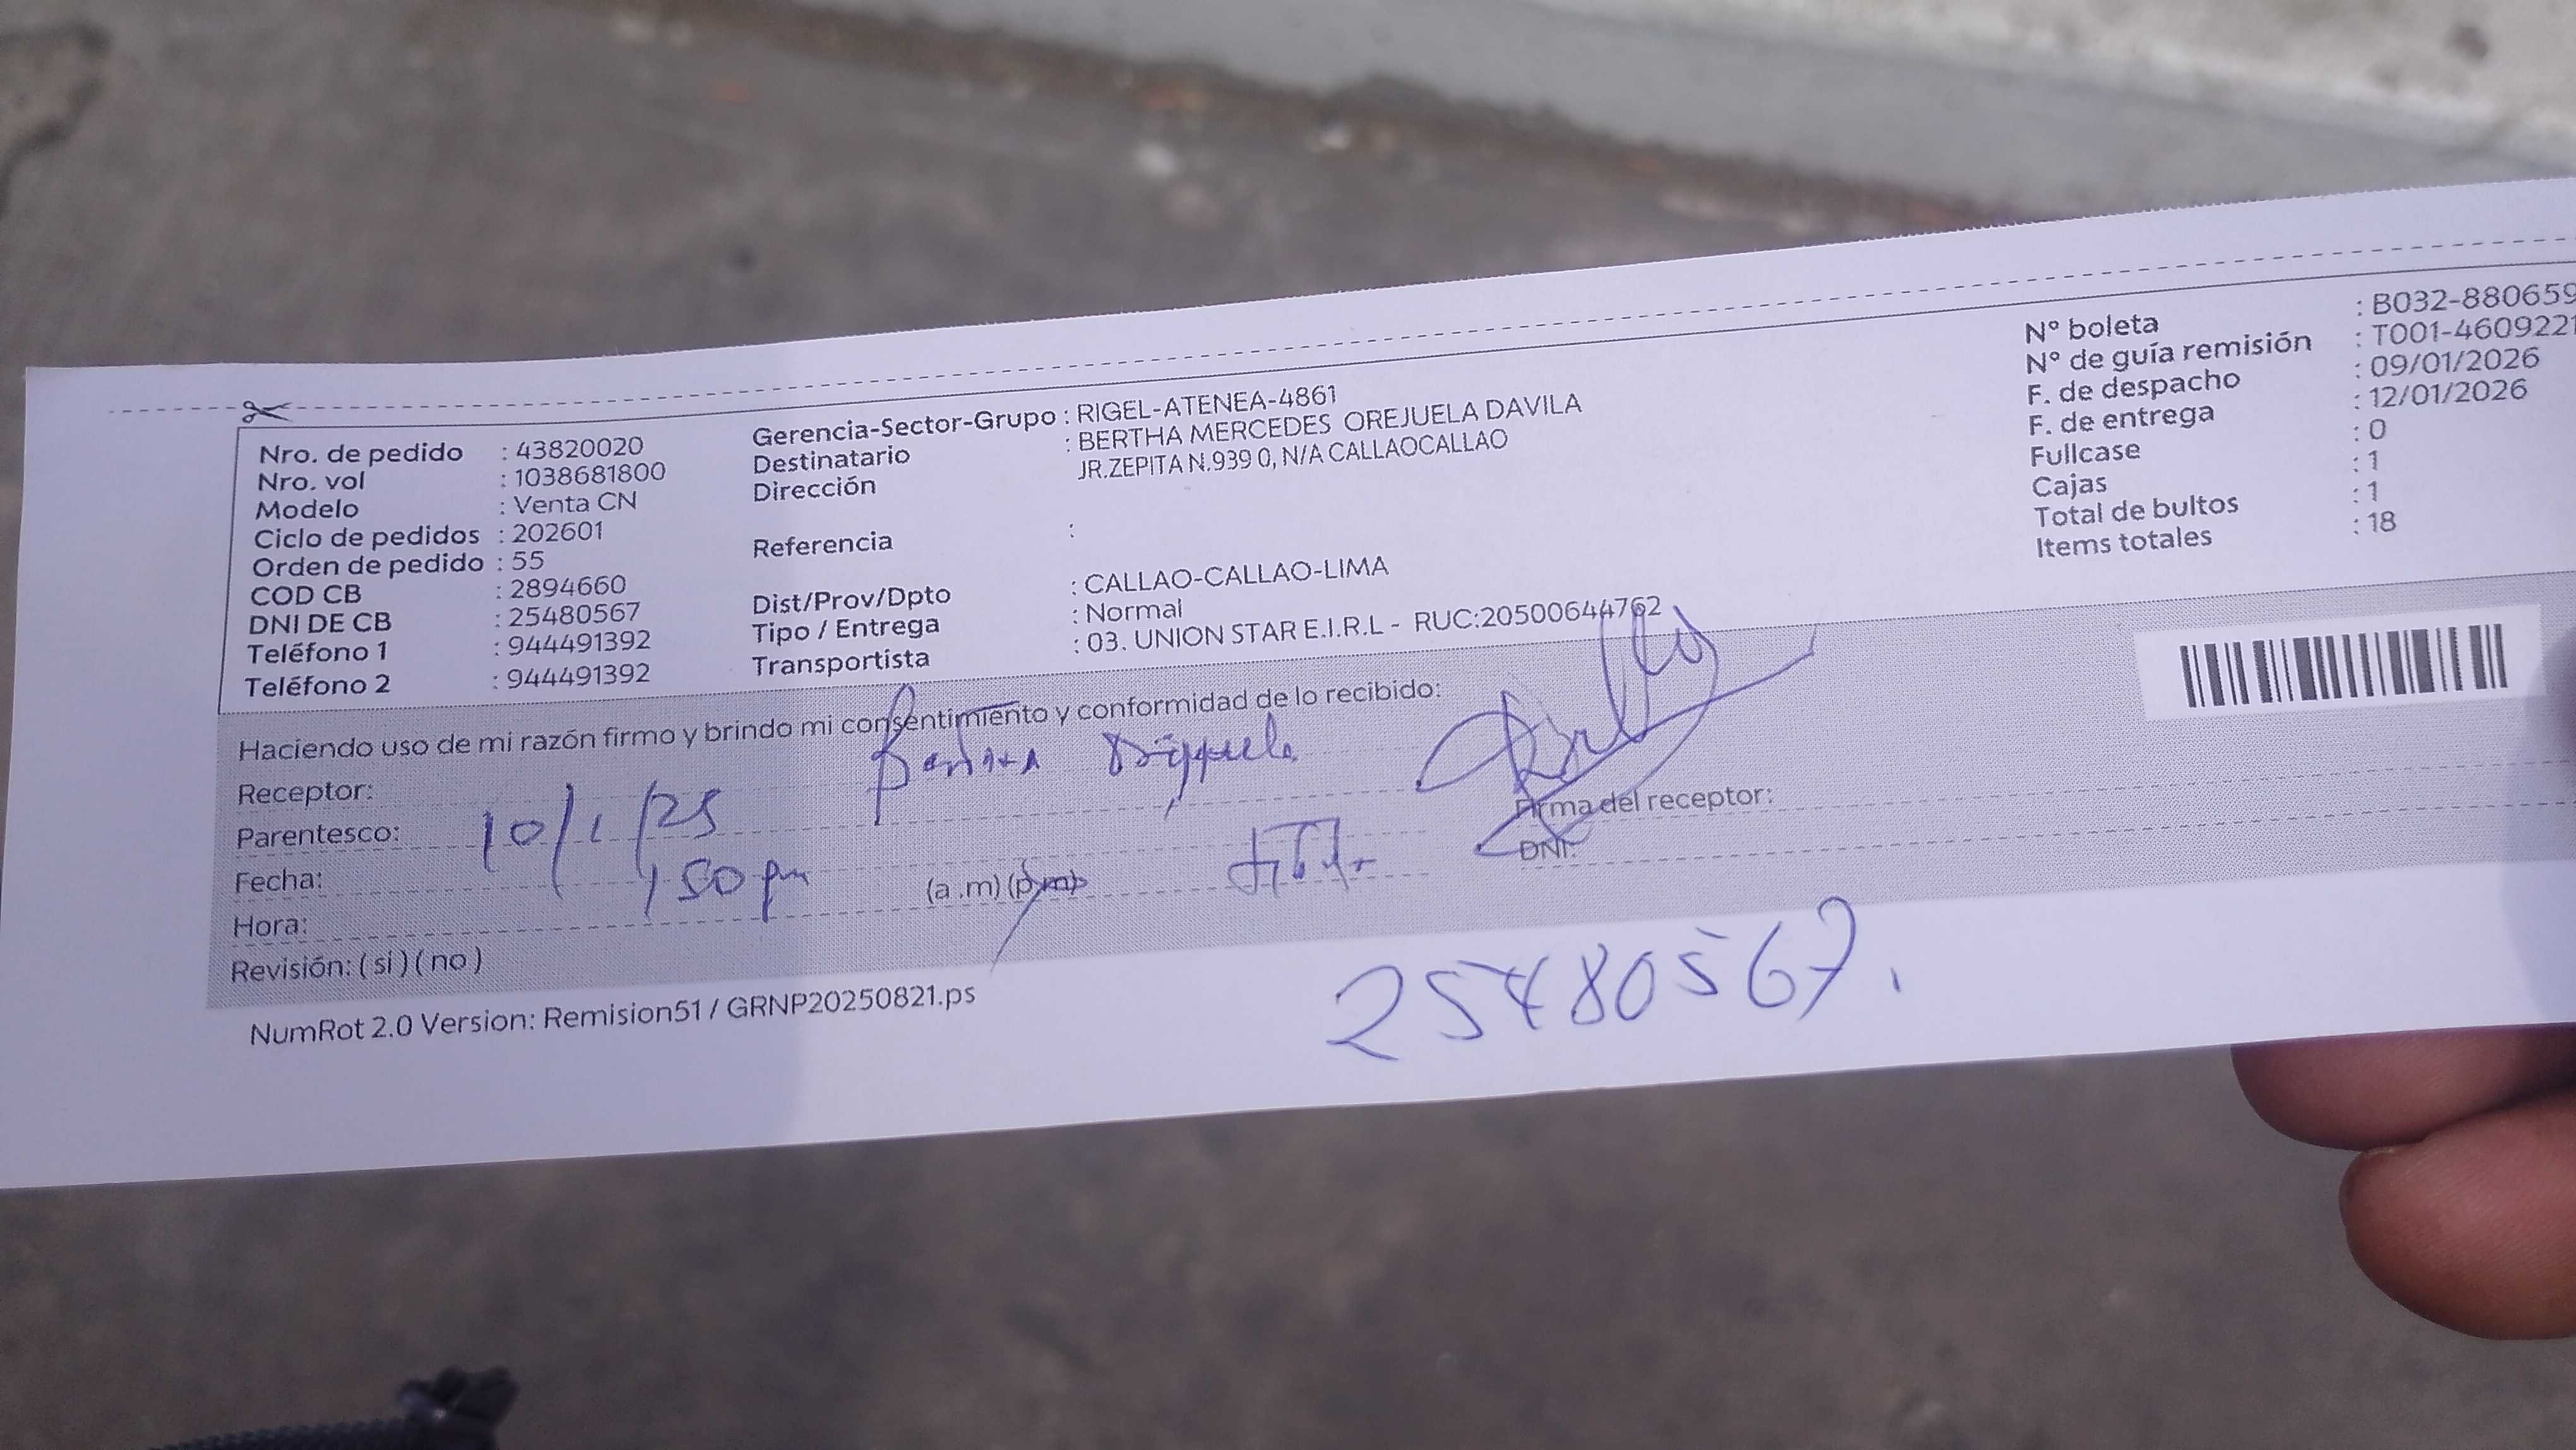 Nro. de pedido : 43820020
Nro. vol : 1038681800
Modelo : Venta CN
Ciclo de pedidos : 202601
Orden de pedido : 55
COD CB : 2894660
DNI DE CB : 25480567
Teléfono 1 : 944491392
Teléfono 2 : 944491392
Gerencia-Sector-Grupo : RIGEL-ATENEA-4861
Destinatario : BERTHA MERCEDES OREJUELA DAVILA
Dirección JR.ZEPITA N.939 0, N/A CALLAOCALLAO
Referencia :
Dist/Prov/Dpto : CALLAO-CALLAO-LIMA
Tipo / Entrega : Normal
Transportista : 03. UNION STAR E.I.R.L - RUC:20500644762
N° boleta : B032-880659
N° de guía remisión : T001-4609221
F. de despacho : 09/01/2026
F. de entrega : 12/01/2026
Fullcase : 0
Cajas : 1
Total de bultos : 1
Items totales : 18
Haciendo uso de mi razón firmo y brindo mi consentimiento y conformidad de lo recibido:
Receptor:
Parentesco: 10/1/25
Firma del receptor:
Fecha:
DNI:
1,50 pm (a .m) (p.m)
Hora:
Revisión: ( si ) ( no )
25480567.
NumRot 2.0 Version: Remision51 / GRNP20250821.ps